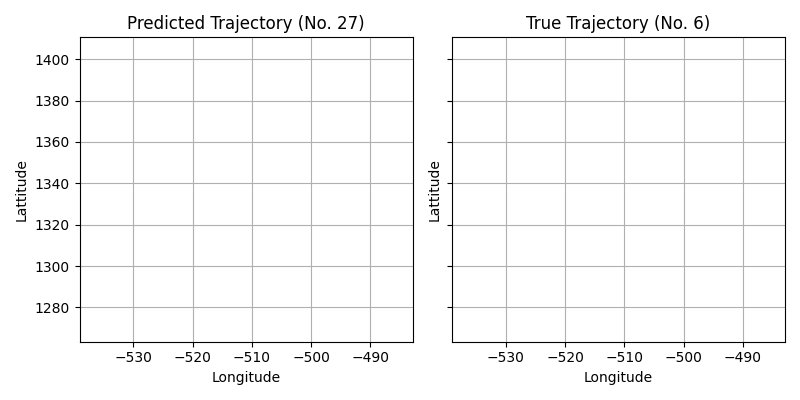 Predicted Trajectory (No. 27)
True Trajectory (No. 6)
1400
1380
1360
1340
1320
1300
1280
Lattitude
Lattitude
−530 −520 −510 −500 −490
−530 −520 −510 −500 −490
Longitude
Longitude